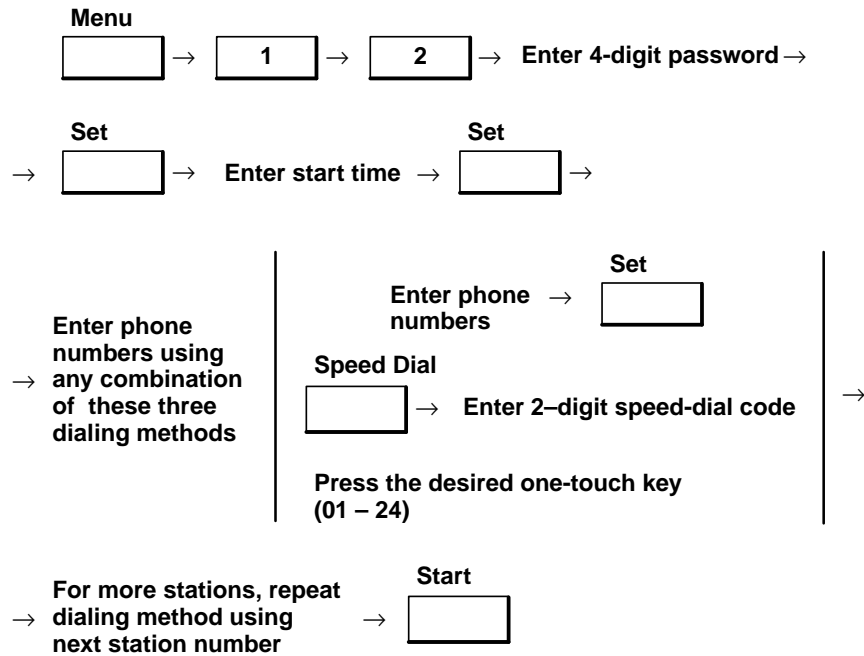 Menu
→ 1 → 2 → Enter 4-digit password →
Set Set
→ → Enter start time → →
Set
Enter phone →
numbers
Enter phone
numbers using
→ any combination
of these three
dialing methods
Speed Dial
→ Enter 2–digit speed-dial code
→
Press the desired one-touch key
(01 – 24)
Start
For more stations, repeat
→ dialing method using →
next station number